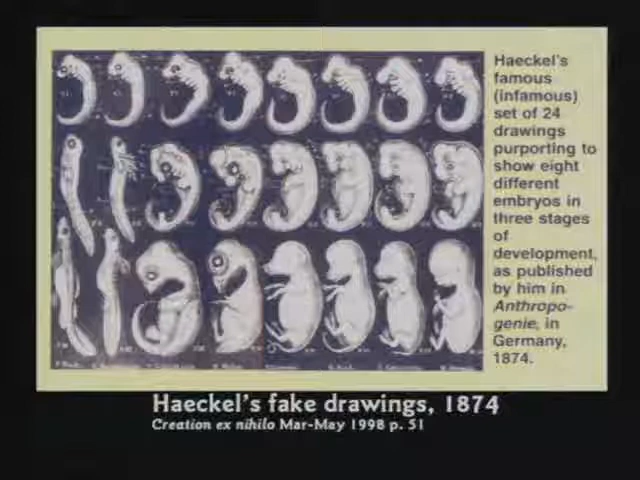 Haeckel's
famous
(infamous)
set of 24
drawings
purporting to
show eight
different
embryos in
three stages
of
development,
as published
by him in
Anthropo-
genie, in
Germany,
1874.
Haeckel's fake drawings, 1874
Creation ex nihilo Mar-May 1998 p. 51